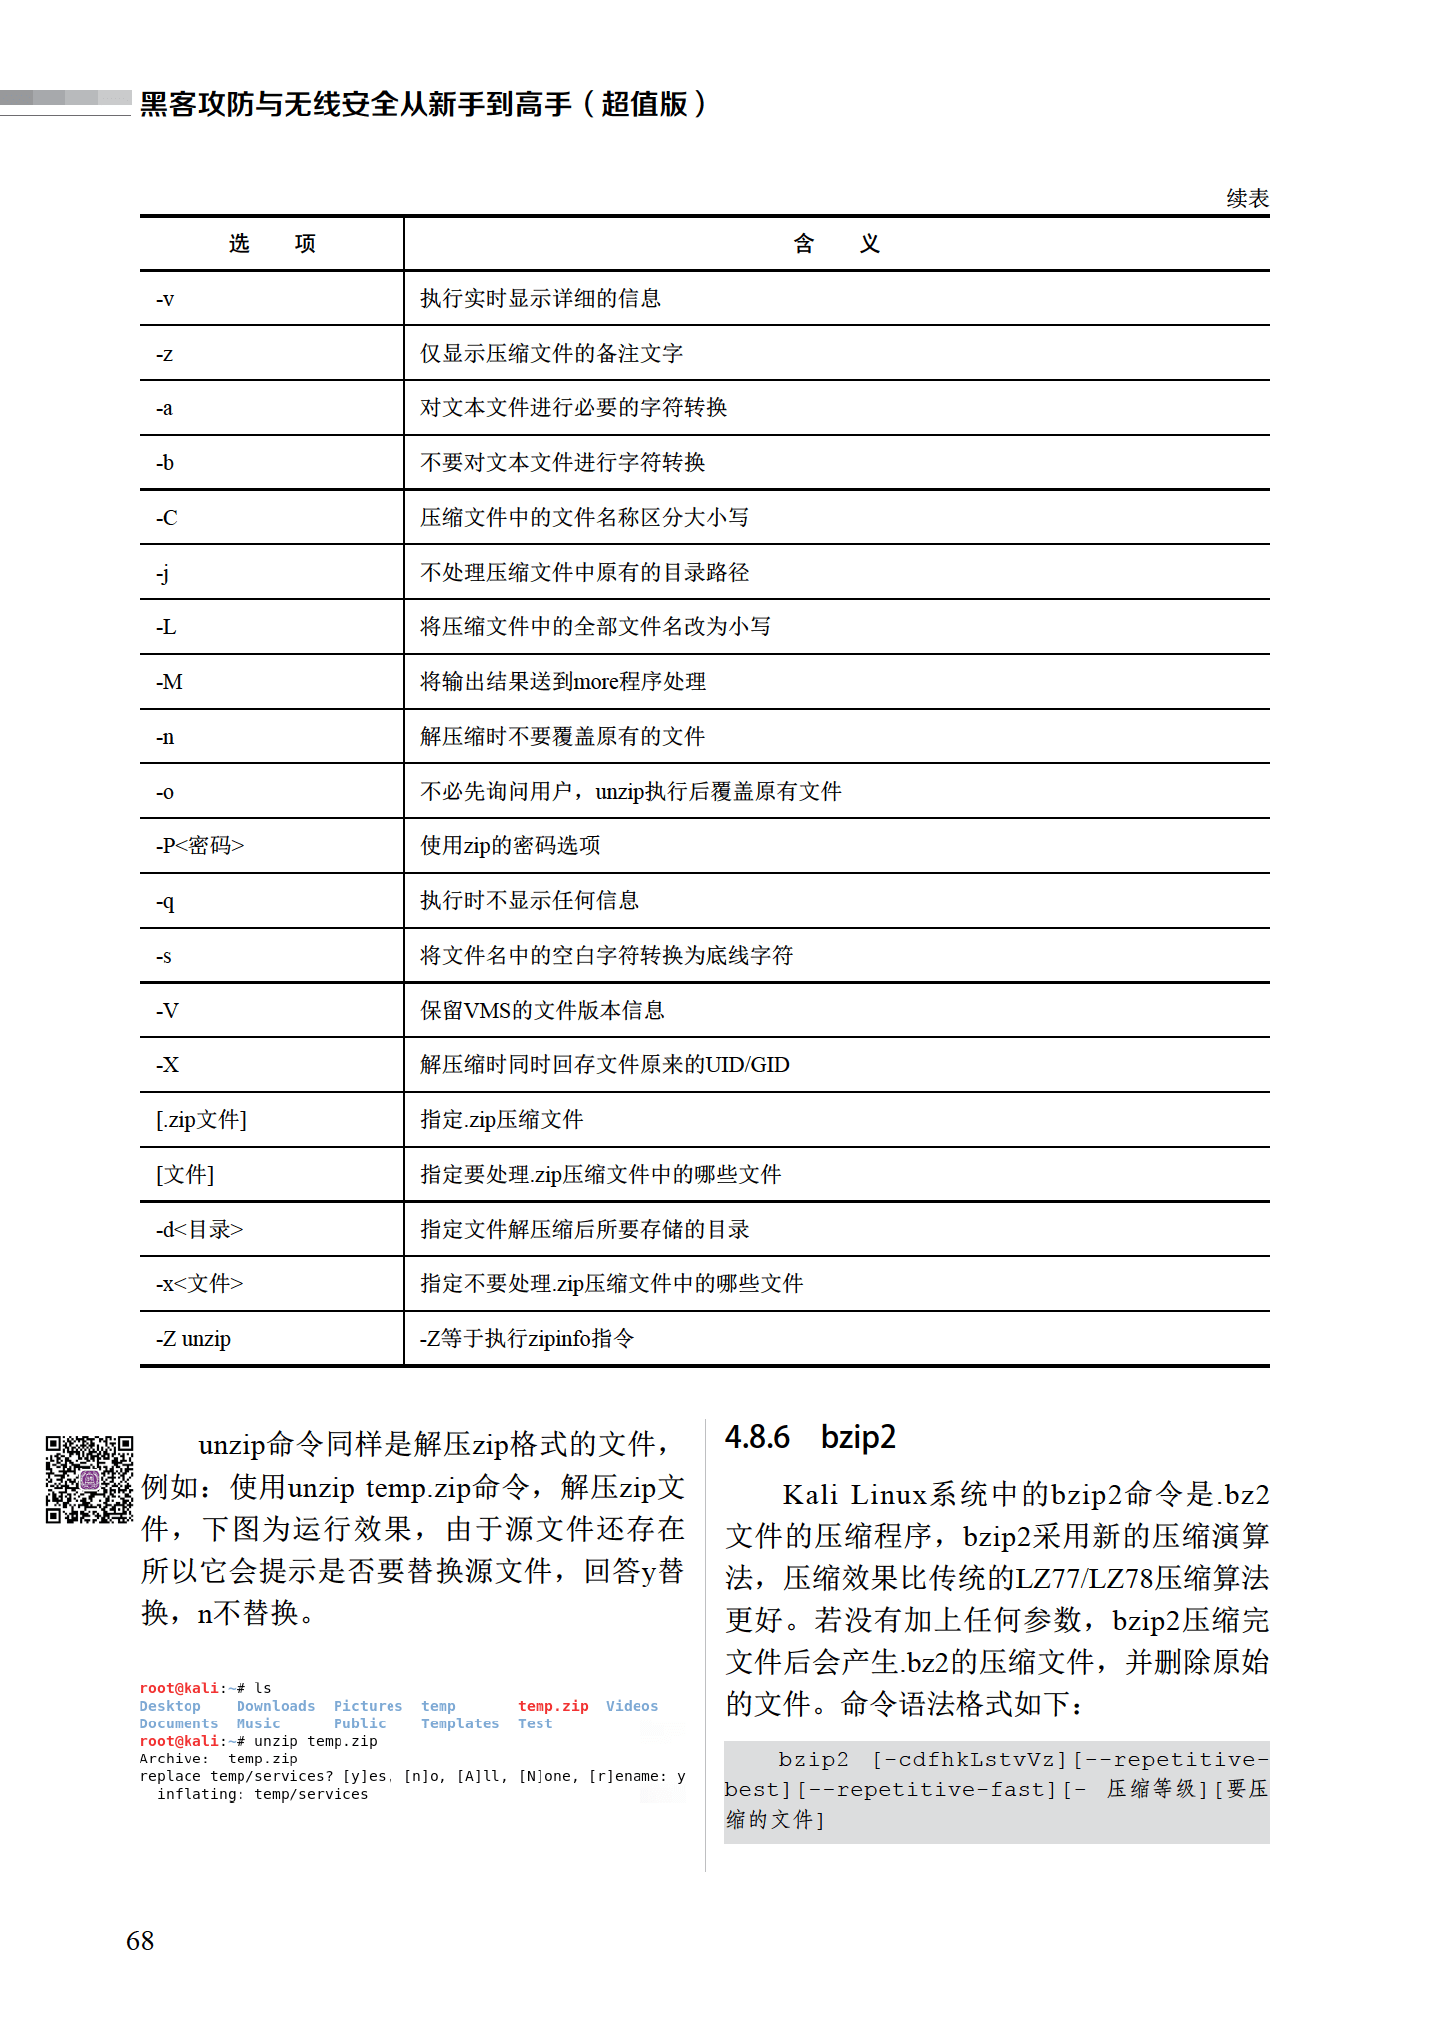 黑客攻防与无线安全从新手到高手（超值版）
续表
选 项 含 义
-v 执行实时显示详细的信息
-z 仅显示压缩文件的备注文字
-a 对文本文件进行必要的字符转换
-b 不要对文本文件进行字符转换
-C 压缩文件中的文件名称区分大小写
-j 不处理压缩文件中原有的目录路径
-L 将压缩文件中的全部文件名改为小写
-M 将输出结果送到more程序处理
-n 解压缩时不要覆盖原有的文件
-o 不必先询问用户，unzip执行后覆盖原有文件
-P<密码> 使用zip的密码选项
-q 执行时不显示任何信息
-s 将文件名中的空白字符转换为底线字符
-V 保留VMS的文件版本信息
-X 解压缩时同时回存文件原来的UID/GID
[.zip文件] 指定.zip压缩文件
[文件] 指定要处理.zip压缩文件中的哪些文件
-d<目录> 指定文件解压缩后所要存储的目录
-x<文件> 指定不要处理.zip压缩文件中的哪些文件
-Z unzip -Z等于执行zipinfo指令
unzip命令同样是解压zip格式的文件，
例如：使用unzip temp.zip命令，解压zip文
件，下图为运行效果，由于源文件还存在
所以它会提示是否要替换源文件，回答y替
换，n不替换。
root@kali:~# ls
Desktop Downloads Pictures temp temp.zip Videos
Documents Music Public Templates Test
root@kali:~# unzip temp.zip
Archive: temp.zip
replace temp/services? [y]es, [n]o, [A]ll, [N]one, [r]ename: y
inflating: temp/services
4.8.6 bzip2
Kali Linux系统中的bzip2命令是.bz2
文件的压缩程序，bzip2采用新的压缩演算
法，压缩效果比传统的LZ77/LZ78压缩算法
更好。若没有加上任何参数，bzip2压缩完
文件后会产生.bz2的压缩文件，并删除原始
的文件。命令语法格式如下：
bzip2 [-cdfhkLstvVz][--repetitive-
best][--repetitive-fast][- 压缩等级][要压
缩的文件]
68